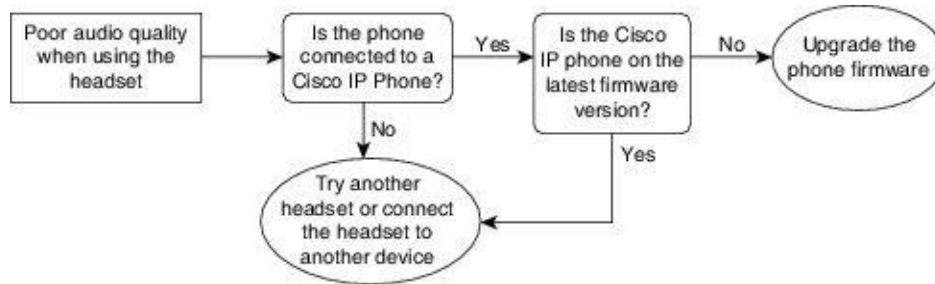 Poor audio quality
when using the
headset
Is the phone
connected to a
Cisco IP Phone?
Yes
Is the Cisco
IP phone on the
latest firmware
version?
No
Upgrade the
phone firmware
No
Yes
Try another
headset or connect
the headset to
another device